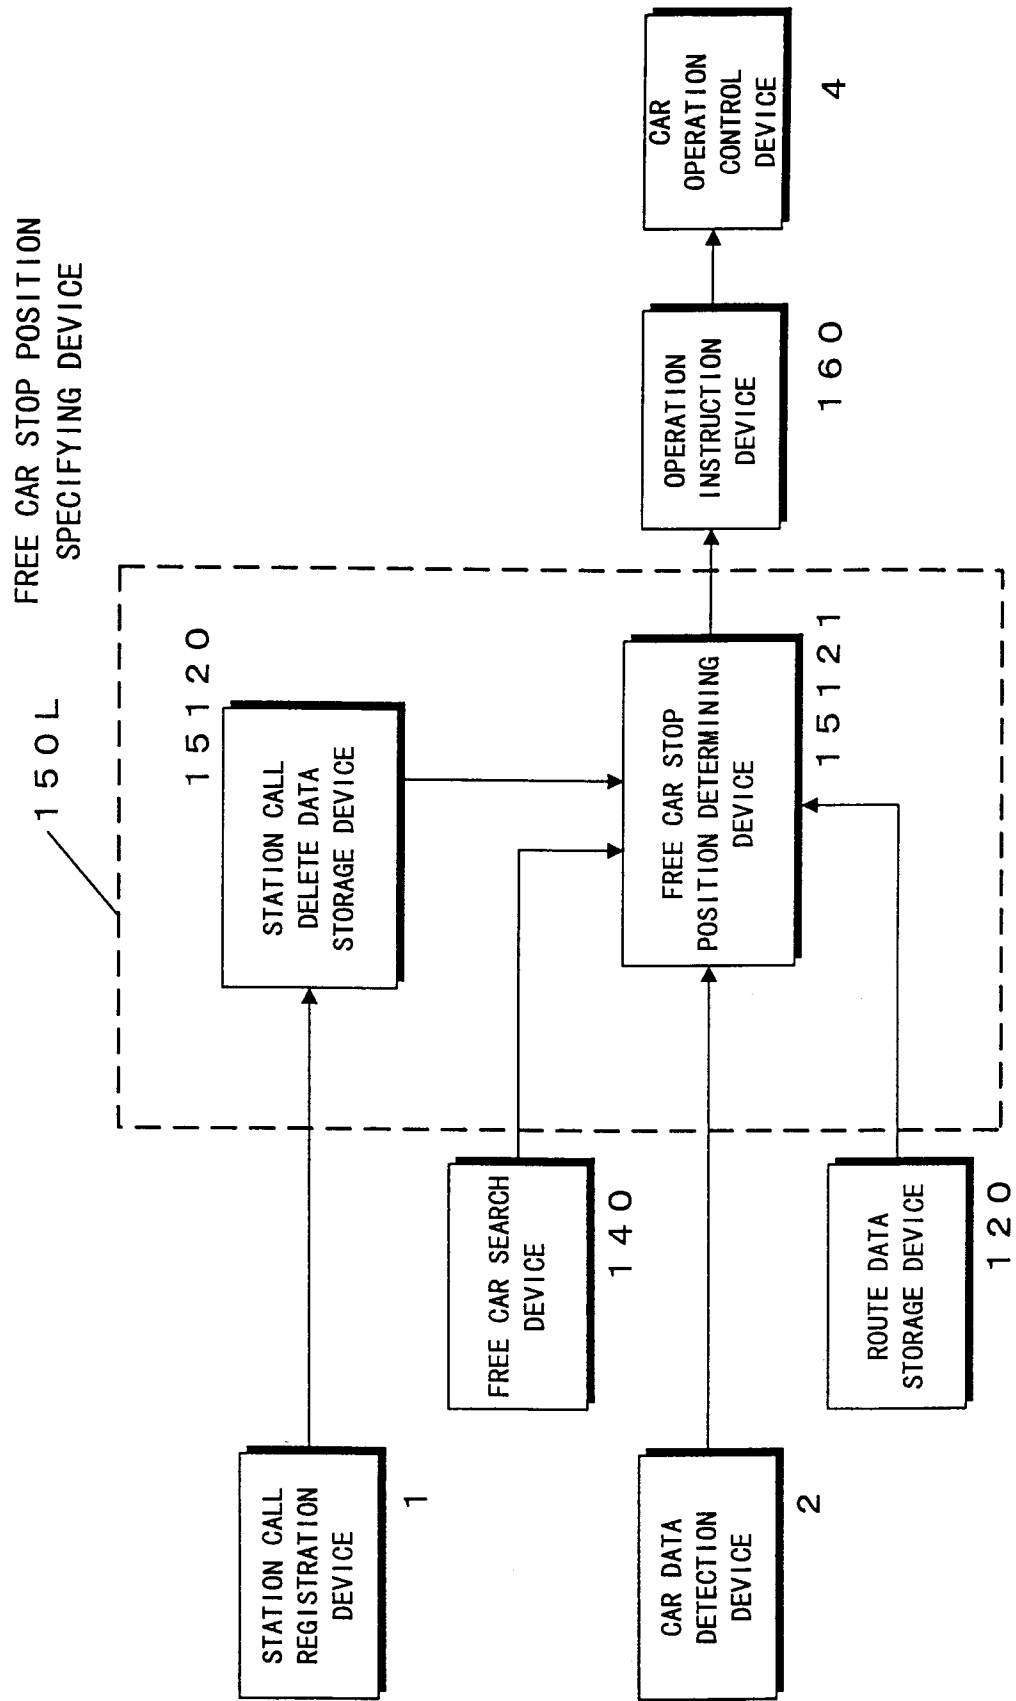 FREE CAR STOP POSITION
SPECIFYING DEVICE
150L
STATION CALL
REGISTRATION
DEVICE
1
STATION CALL
DELETE DATA
STORAGE DEVICE
15120
FREE CAR SEARCH
DEVICE
140
CAR DATA
DETECTION
DEVICE
2
FREE CAR STOP
POSITION DETERMINING
DEVICE
15121
ROUTE DATA
STORAGE DEVICE
120
OPERATION
INSTRUCTION
DEVICE
160
CAR
OPERATION
CONTROL
DEVICE
4